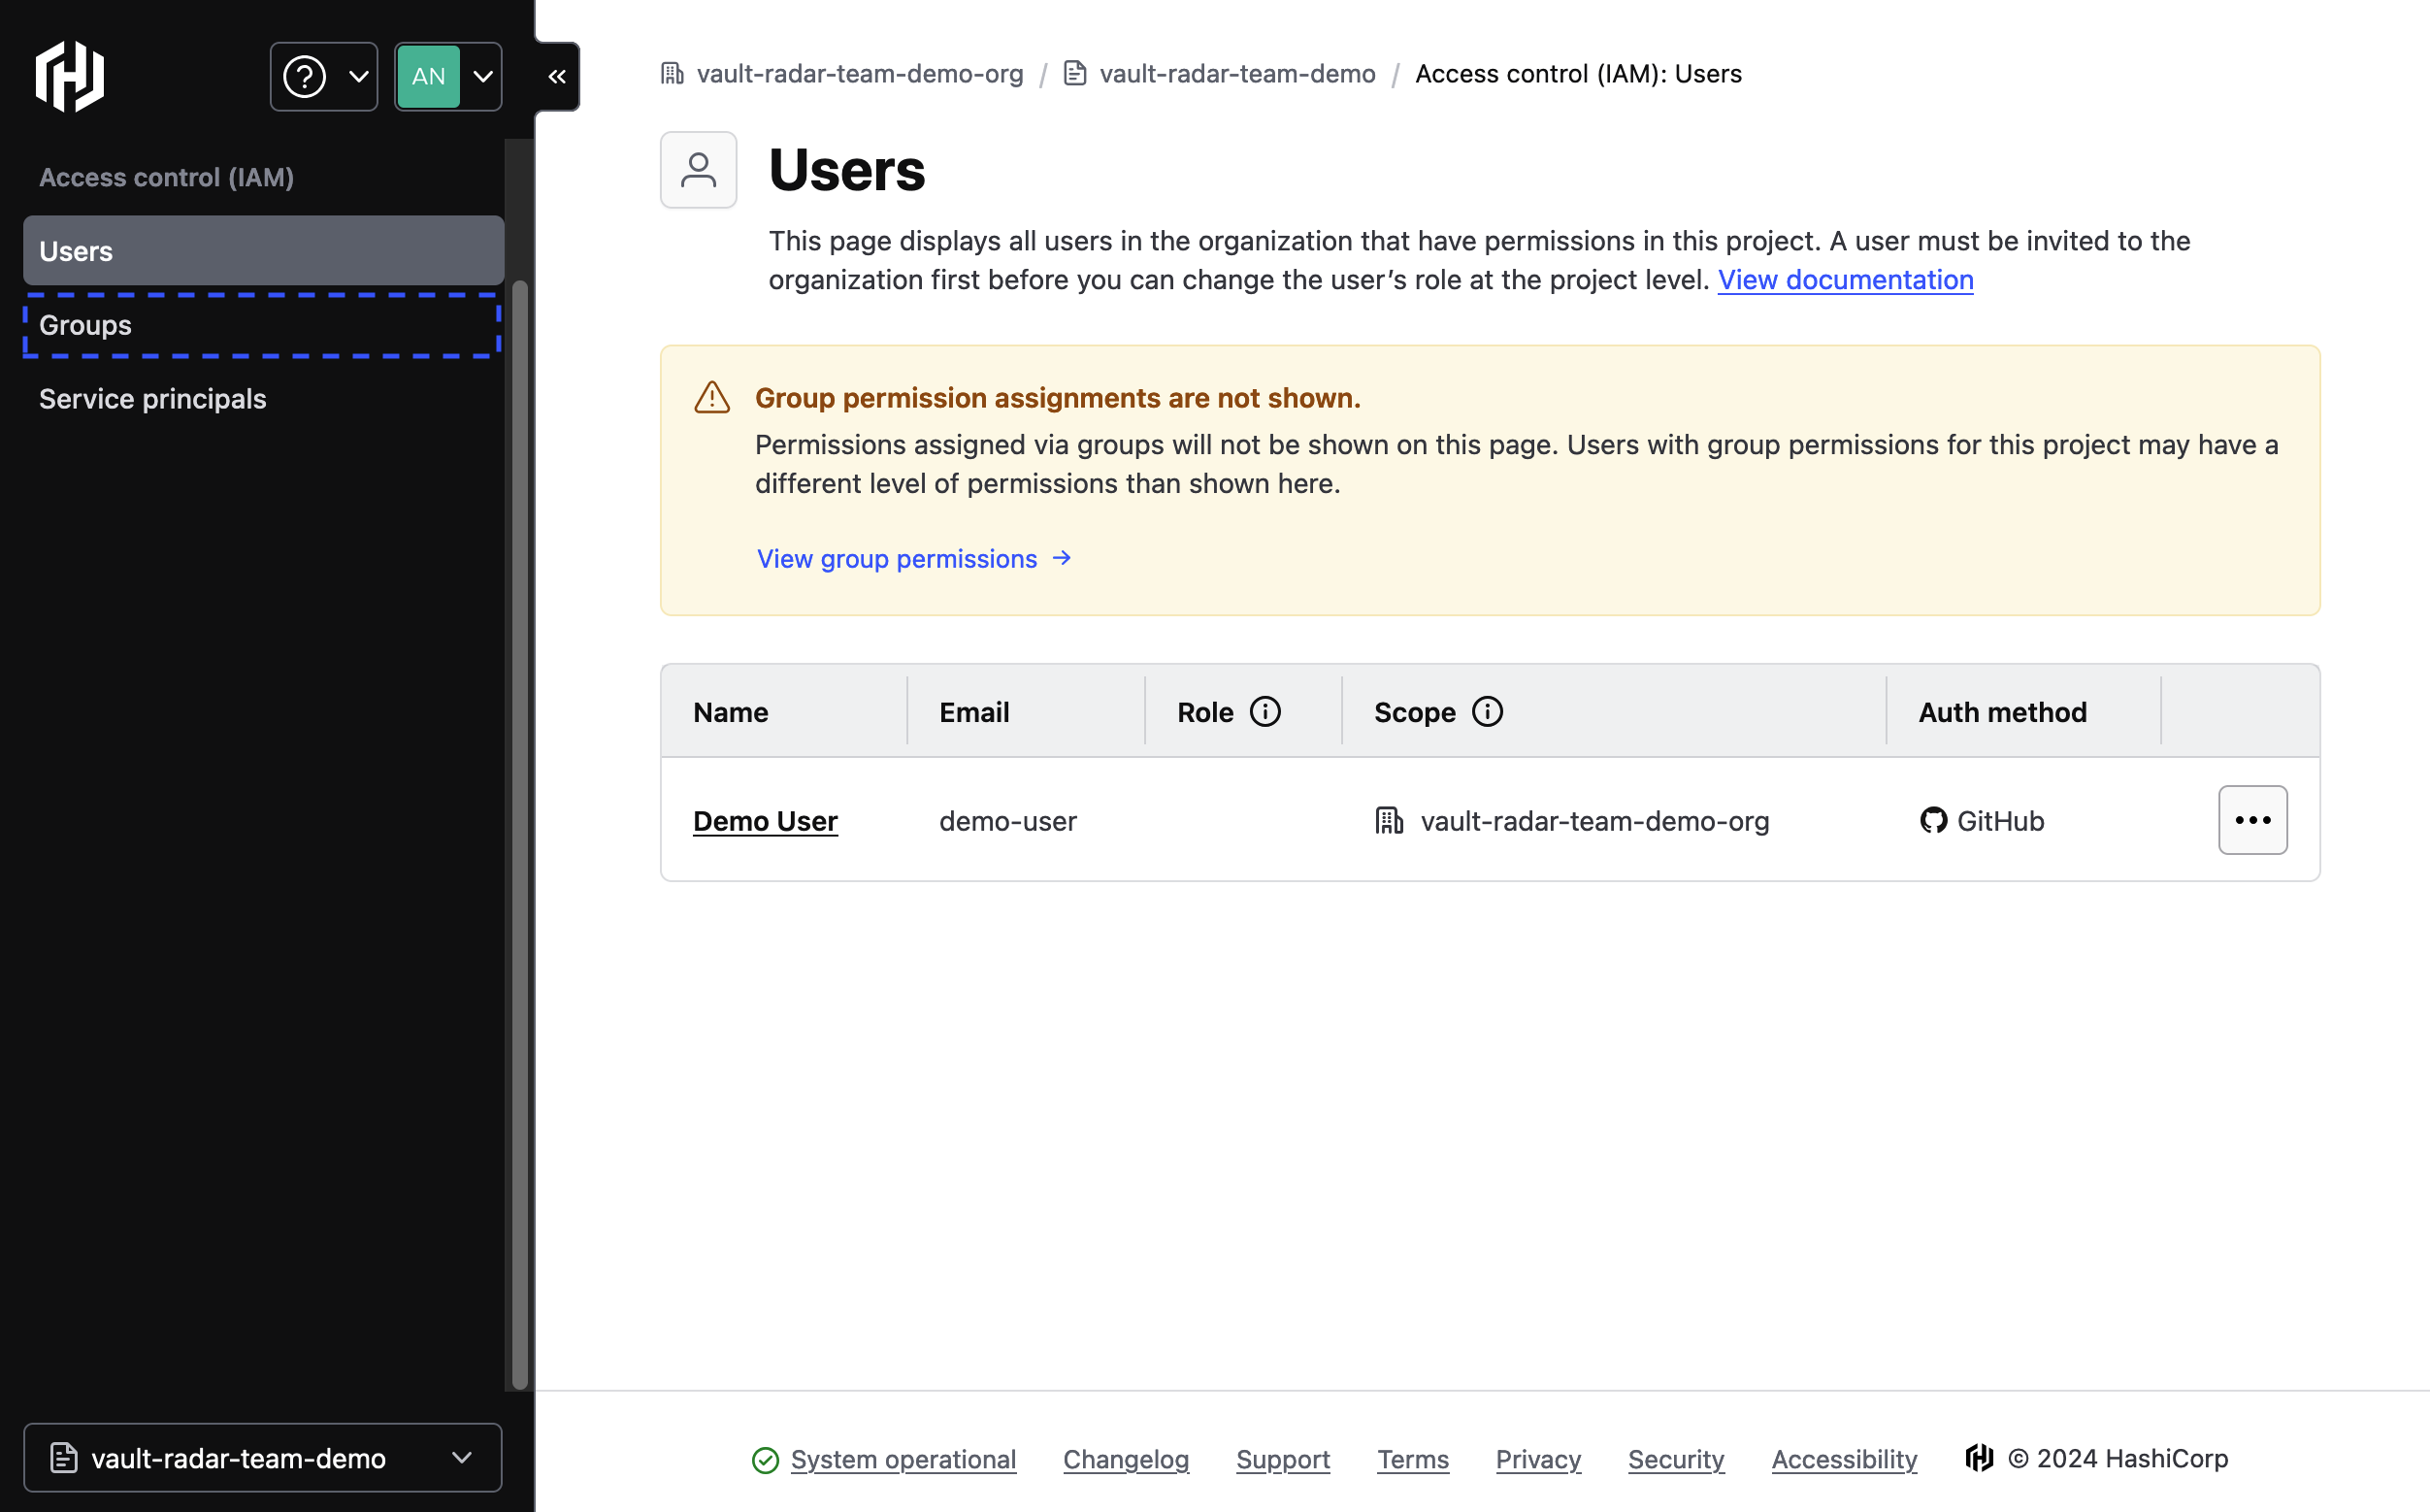 AN
Access control (IAM)
Users
Groups
Service principals
vault-radar-team-demo
vault-radar-team-demo-org / vault-radar-team-demo / Access control (IAM): Users
Users
This page displays all users in the organization that have permissions in this project. A user must be invited to the
organization first before you can change the user’s role at the project level. View documentation
Group permission assignments are not shown.
Permissions assigned via groups will not be shown on this page. Users with group permissions for this project may have a
different level of permissions than shown here.
View group permissions →
Name Email Role Scope Auth method
Demo User demo-user vault-radar-team-demo-org GitHub
System operational Changelog Support Terms Privacy Security Accessibility © 2024 HashiCorp